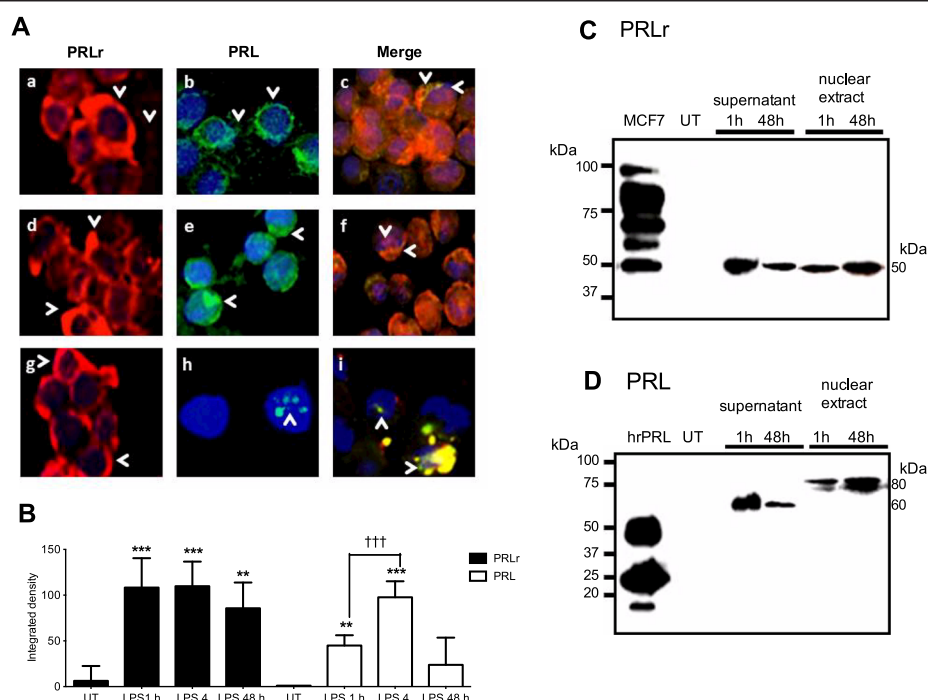 A
PRLr PRL Merge
a b c
d e f
g h i
B
150
100
50
0
Integrated density
*** *** ** ** *** †††
PRLr
PRL
UT LPS 1 h LPS 4 LPS 48 h UT LPS 1 h LPS 4 LPS 48 h
C PRLr
supernatant nuclear extract
MCF7 UT 1h 48h 1h 48h
kDa
100
75
50
37
kDa
50
D PRL
supernatant nuclear extract
hrPRL UT 1h 48h 1h 48h
kDa
100
75
50
37
25
20
kDa
80
60